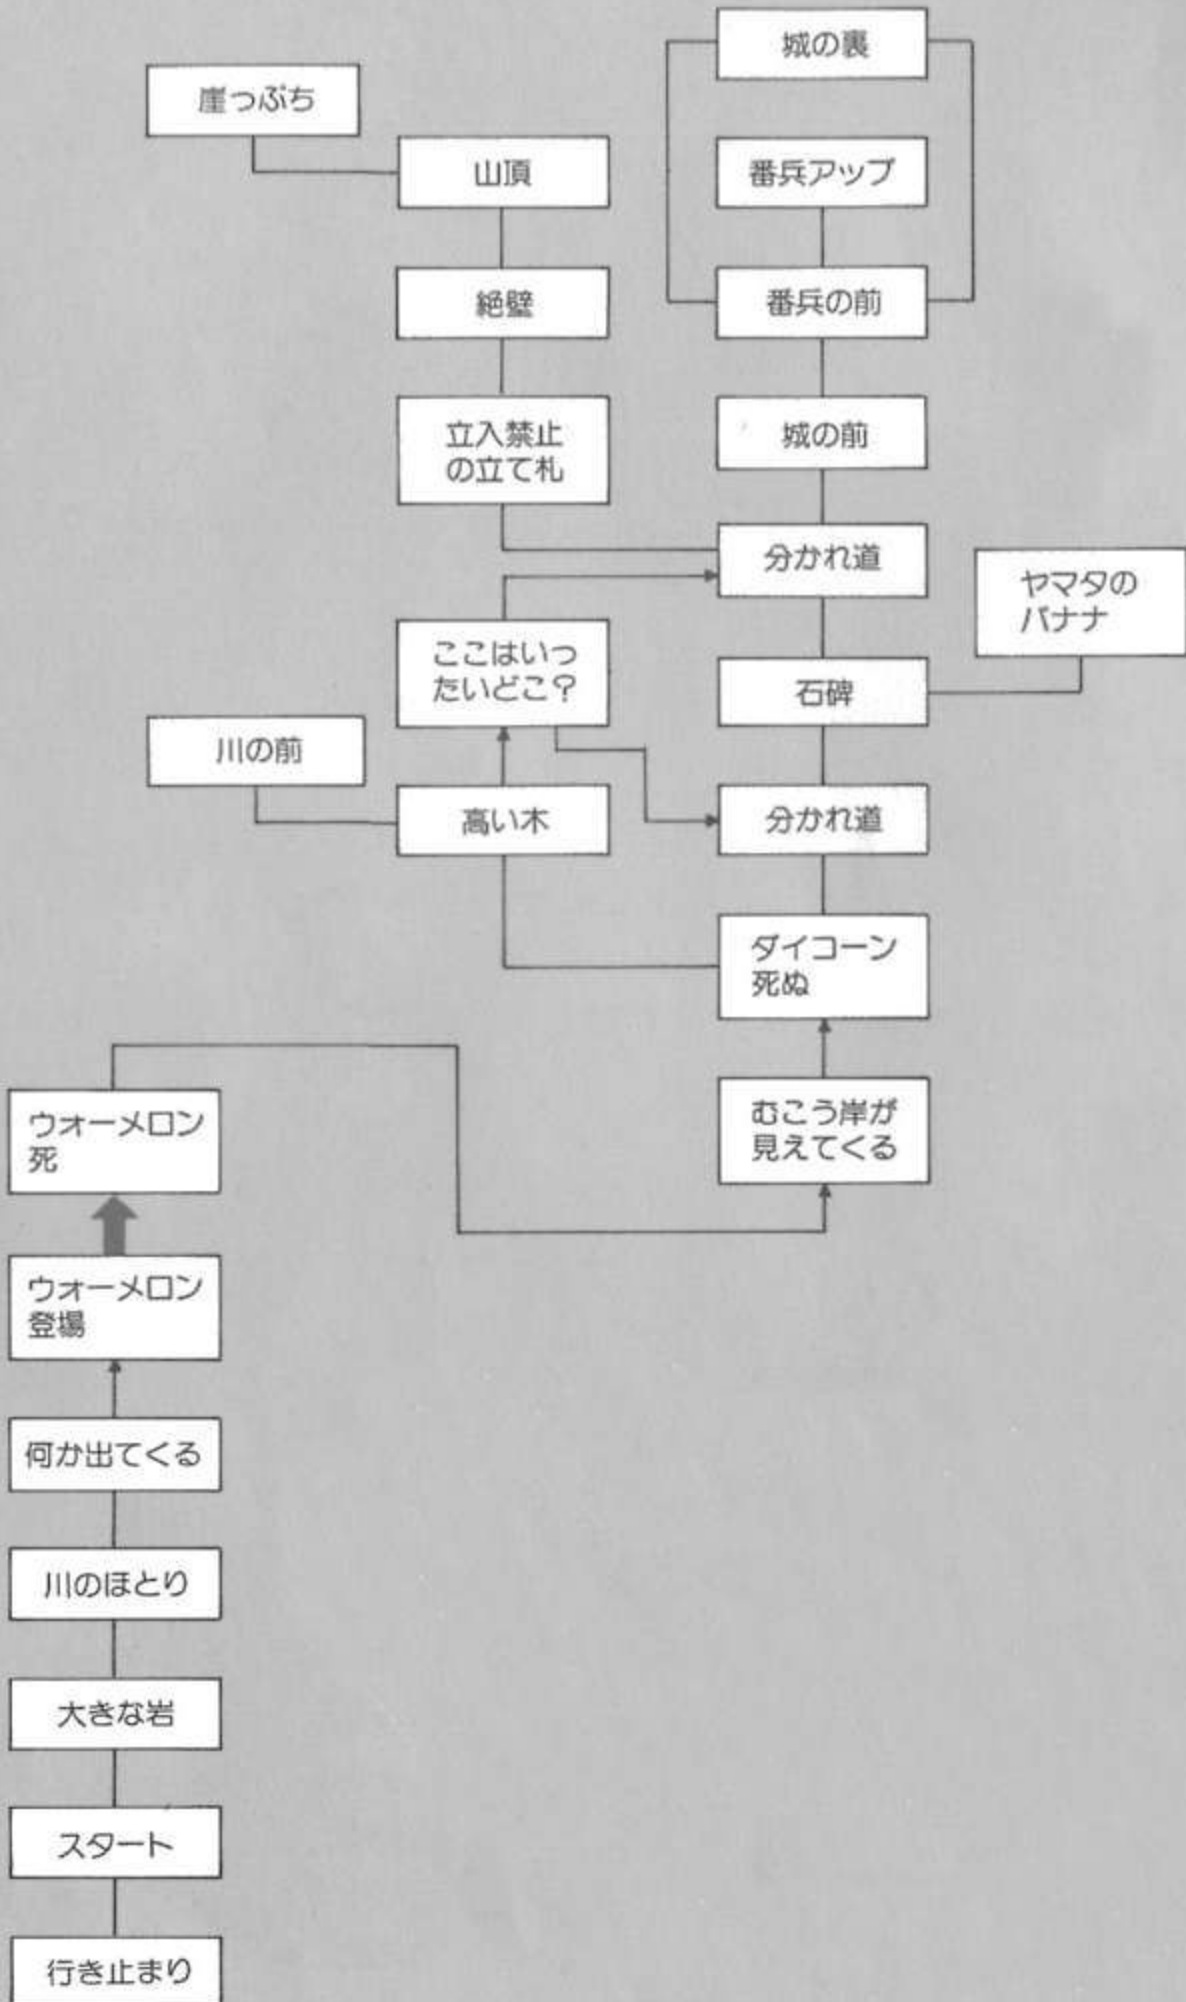 城の裏
崖っぷち
山頂
番兵アップ
絶壁
番兵の前
立入禁止
の立て札
城の前
分かれ道
ヤマタの
バナナ
ここはいっ
たいどこ?
石碑
川の前
高い木
分かれ道
ダイコーン
死ぬ
ウォーメロン
死
むこう岸が
見えてくる
ウォーメロン
登場
何か出てくる
川のほとり
大きな岩
スタート
行き止まり